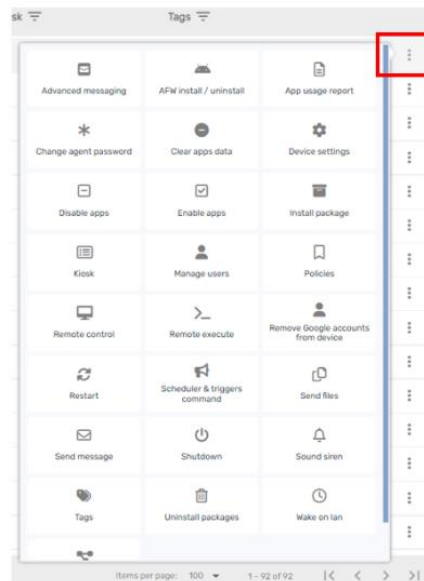 sk Tags
Advanced messaging AFW install / uninstall App usage report
Change agent password Clear apps data Device settings
Disable apps Enable apps Install package
Kiosk Manage users Policies
Remote control Remote execute Remove Google accounts
from device
Restart Scheduler & triggers
command Send files
Send message Shutdown Sound siren
Tags Uninstall packages Wake on lan
Items per page: 100 1 – 92 of 92